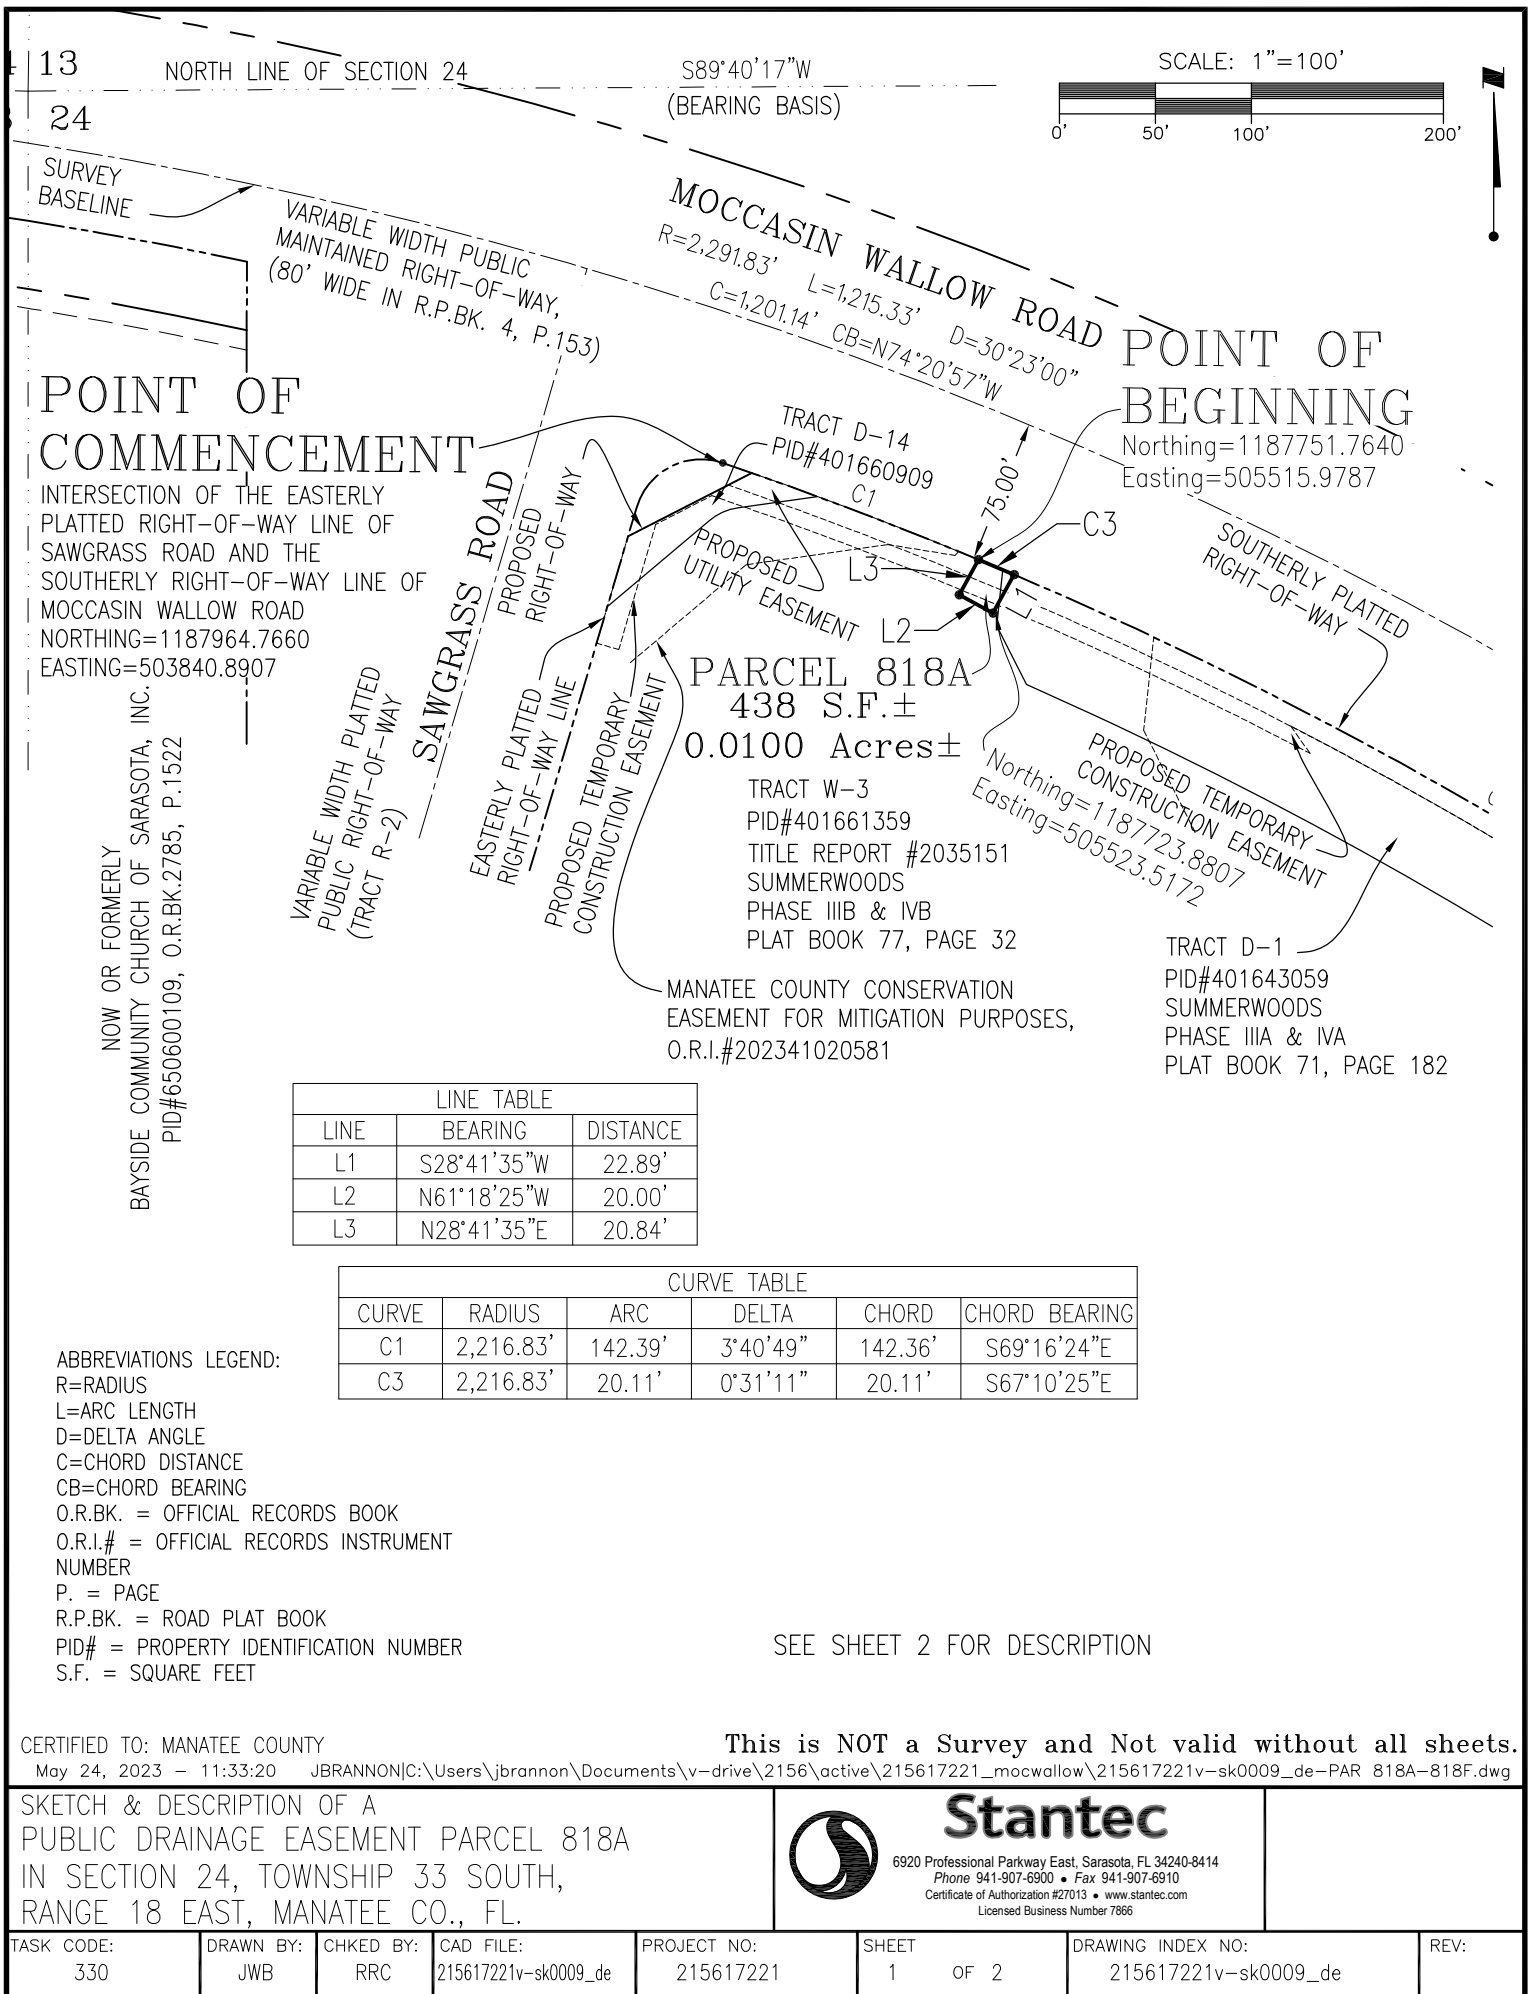 13
24
NORTH LINE OF SECTION 24
S89°40'17"W
(BEARING BASIS)
SCALE: 1"=100'
0' 50' 100' 200'
N
SURVEY
BASELINE
VARIABLE WIDTH PUBLIC
MAINTAINED RIGHT-OF-WAY,
(80' WIDE IN R.P.BK. 4, P.153)
MOCCASIN WALLOW ROAD
R=2,291.83' L=1,215.33' D=30°23'00"
C=1,201.14' CB=N74°20'57"W
POINT OF
BEGINNING
Northing=1187751.7640
Easting=505515.9787
POINT OF
COMMENCEMENT
INTERSECTION OF THE EASTERLY
PLATTED RIGHT-OF-WAY LINE OF
SAWGRASS ROAD AND THE
SOUTHERLY RIGHT-OF-WAY LINE OF
MOCCASIN WALLOW ROAD
NORTHING=1187964.7660
EASTING=503840.8907
TRACT D-14
PID#401660909
C1
75.00'
C3
L3
L2
PROPOSED
RIGHT-OF-WAY
SAWGRASS ROAD
PROPOSED
UTILITY EASEMENT
SOUTHERLY PLATTED
RIGHT-OF-WAY
PARCEL 818A
438 S.F.±
0.0100 Acres±
VARIABLE WIDTH PLATTED
PUBLIC RIGHT-OF-WAY
(TRACT R-2)
EASTERLY PLATTED
RIGHT-OF-WAY LINE
PROPOSED TEMPORARY
CONSTRUCTION EASEMENT
TRACT W-3
PID#401661359
TITLE REPORT #2035151
SUMMERWOODS
PHASE IIIB & IVB
PLAT BOOK 77, PAGE 32
Northing=1187723.8807
Easting=505523.5172
PROPOSED TEMPORARY
CONSTRUCTION EASEMENT
NOW OR FORMERLY
BAYSIDE COMMUNITY CHURCH OF SARASOTA, INC.
PID#650600109, O.R.BK.2785, P.1522
MANATEE COUNTY CONSERVATION
EASEMENT FOR MITIGATION PURPOSES,
O.R.I.#202341020581
TRACT D-1
PID#401643059
SUMMERWOODS
PHASE IIIA & IVA
PLAT BOOK 71, PAGE 182
LINE TABLE
LINE BEARING DISTANCE
L1 S28°41'35"W 22.89'
L2 N61°18'25"W 20.00'
L3 N28°41'35"E 20.84'
CURVE TABLE
CURVE RADIUS ARC DELTA CHORD CHORD BEARING
C1 2,216.83' 142.39' 3°40'49" 142.36' S69°16'24"E
C3 2,216.83' 20.11' 0°31'11" 20.11' S67°10'25"E
ABBREVIATIONS LEGEND:
R=RADIUS
L=ARC LENGTH
D=DELTA ANGLE
C=CHORD DISTANCE
CB=CHORD BEARING
O.R.BK. = OFFICIAL RECORDS BOOK
O.R.I.# = OFFICIAL RECORDS INSTRUMENT
NUMBER
P. = PAGE
R.P.BK. = ROAD PLAT BOOK
PID# = PROPERTY IDENTIFICATION NUMBER
S.F. = SQUARE FEET
SEE SHEET 2 FOR DESCRIPTION
CERTIFIED TO: MANATEE COUNTY
This is NOT a Survey and Not valid without all sheets.
May 24, 2023 - 11:33:20 JBRANNON|C:\Users\jbrannon\Documents\v-drive\2156\active\215617221_mocwallow\215617221v-sk0009_de-PAR 818A-818F.dwg
SKETCH & DESCRIPTION OF A
PUBLIC DRAINAGE EASEMENT PARCEL 818A
IN SECTION 24, TOWNSHIP 33 SOUTH,
RANGE 18 EAST, MANATEE CO., FL.
Stantec
6920 Professional Parkway East, Sarasota, FL 34240-8414
Phone 941-907-6900 • Fax 941-907-6910
Certificate of Authorization #27013 • www.stantec.com
Licensed Business Number 7866
TASK CODE: DRAWN BY: CHKED BY: CAD FILE: PROJECT NO: SHEET DRAWING INDEX NO: REV:
330 JWB RRC 215617221v-sk0009_de 215617221 1 OF 2 215617221v-sk0009_de